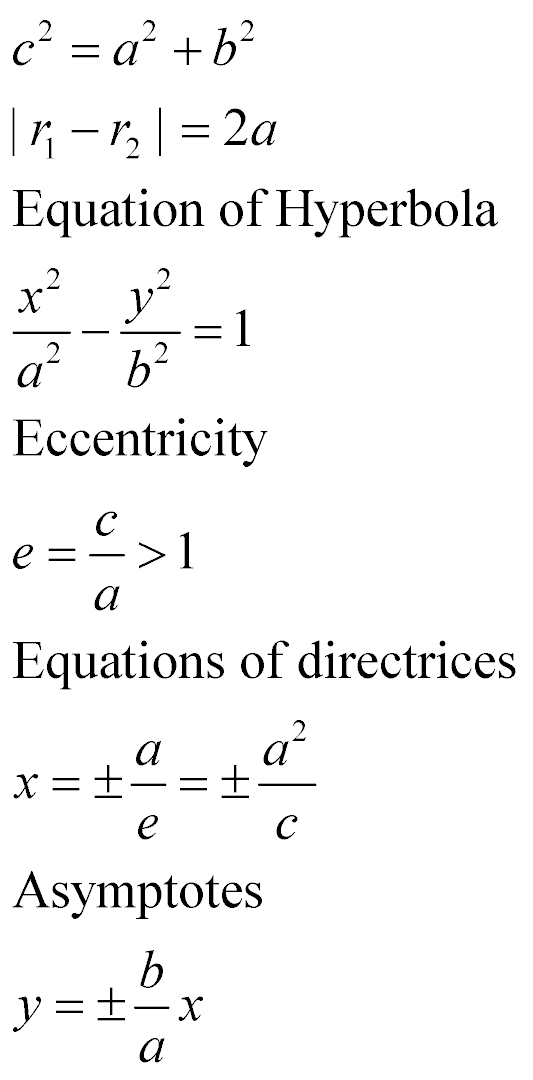 c² = a² + b²
| r₁ − r₂ | = 2a
Equation of Hyperbola
x²/a² − y²/b² = 1
Eccentricity
e = c/a > 1
Equations of directrices
x = ± a/e = ± a²/c
Asymptotes
y = ± b/a x